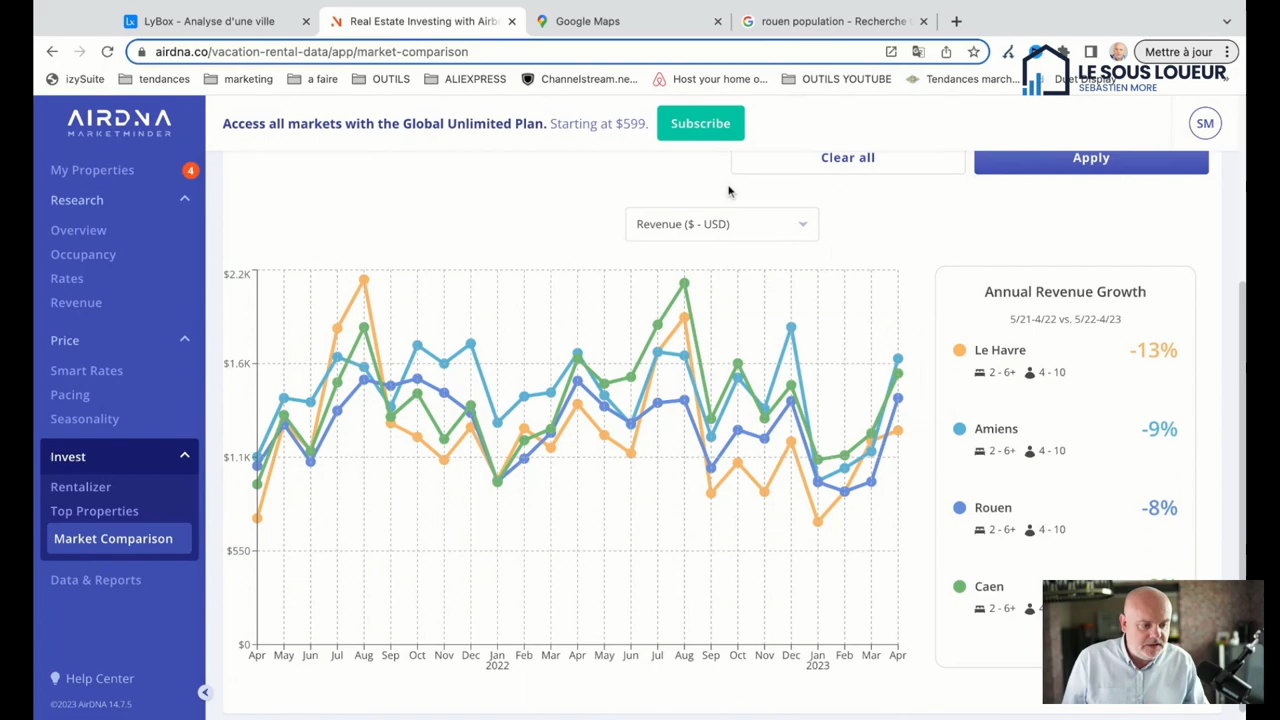 LyBox - Analyse d'une ville
Real Estate Investing with Airb
Google Maps
rouen population - Recherche
airdna.co/vacation-rental-data/app/market-comparison
Mettre à jour
izySuite
tendances
marketing
a faire
OUTILS
ALIEXPRESS
Channelstream.ne...
Host your home o...
OUTILS YOUTUBE
Tendances march...
Duet Display
LE SOUS LOUEUR
SEBASTIEN MORE
AIRDNA
MARKETMINDER
Access all markets with the Global Unlimited Plan. Starting at $599.
Subscribe
SM
My Properties
4
Research
Overview
Occupancy
Rates
Revenue
Price
Smart Rates
Pacing
Seasonality
Invest
Rentalizer
Top Properties
Market Comparison
Data & Reports
Help Center
©2023 AirDNA 14.7.5
Clear all
Apply
Revenue ($ - USD)
$2.2K
$1.6K
$1.1K
$550
$0
Apr May Jun Jul Aug Sep Oct Nov Dec Jan Feb Mar Apr May Jun Jul Aug Sep Oct Nov Dec Jan Feb Mar Apr
2022 2023
Annual Revenue Growth
5/21-4/22 vs. 5/22-4/23
Le Havre -13%
2 - 6+ 4 - 10
Amiens -9%
2 - 6+ 4 - 10
Rouen -8%
2 - 6+ 4 - 10
Caen
2 - 6+